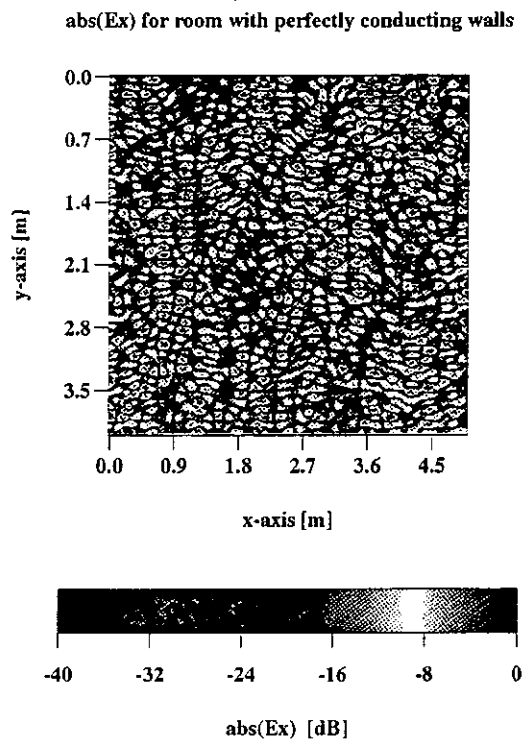 abs(Ex) for room with perfectly conducting walls
0.0
0.7
1.4
2.1
2.8
3.5
y-axis [m]
0.0 0.9 1.8 2.7 3.6 4.5
x-axis [m]
-40 -32 -24 -16 -8 0
abs(Ex) [dB]